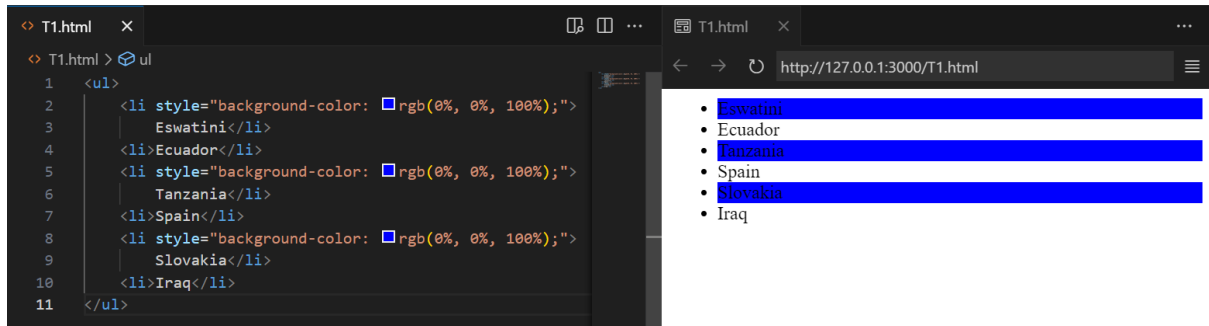 T1.html
T1.html > ul
1 <ul>
2 <li style="background-color: rgb(0%, 0%, 100%);">
3 Eswatini</li>
4 <li>Ecuador</li>
5 <li style="background-color: rgb(0%, 0%, 100%);">
6 Tanzania</li>
7 <li>Spain</li>
8 <li style="background-color: rgb(0%, 0%, 100%);">
9 Slovakia</li>
10 <li>Iraq</li>
11 </ul>
T1.html
http://127.0.0.1:3000/T1.html
• Eswatini
• Ecuador
• Tanzania
• Spain
• Slovakia
• Iraq